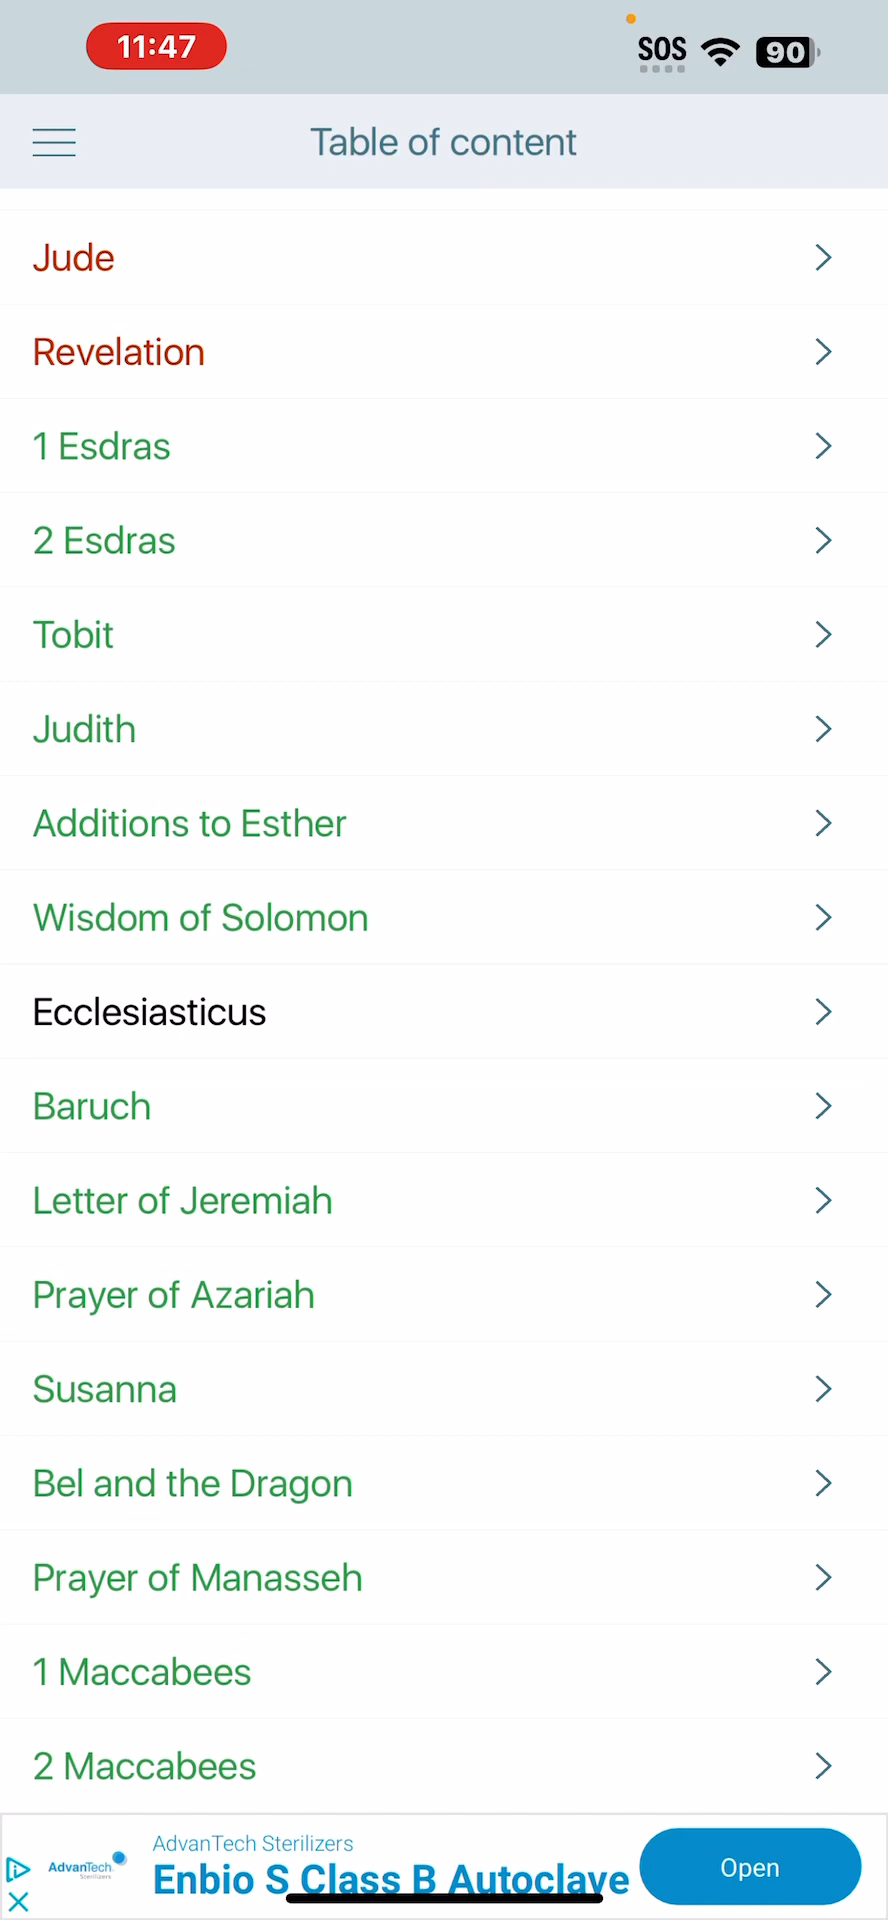 11:47
SOS
90
Table of content
Jude
Revelation
1 Esdras
2 Esdras
Tobit
Judith
Additions to Esther
Wisdom of Solomon
Ecclesiasticus
Baruch
Letter of Jeremiah
Prayer of Azariah
Susanna
Bel and the Dragon
Prayer of Manasseh
1 Maccabees
2 Maccabees
AdvanTech Sterilizers
AdvanTech
Sterilizers
Enbio S Class B Autoclave
Open